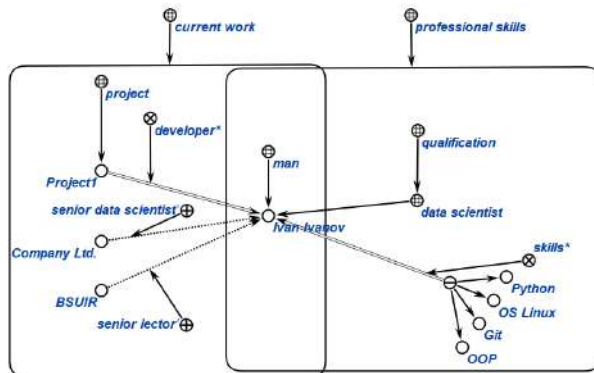 current work
professional skills
project
developer*
man
qualification
Project1
senior data scientist'
Ivan Ivanov
data scientist
Company Ltd.
skills*
BSUIR
Python
OS Linux
senior lector'
Git
OOP